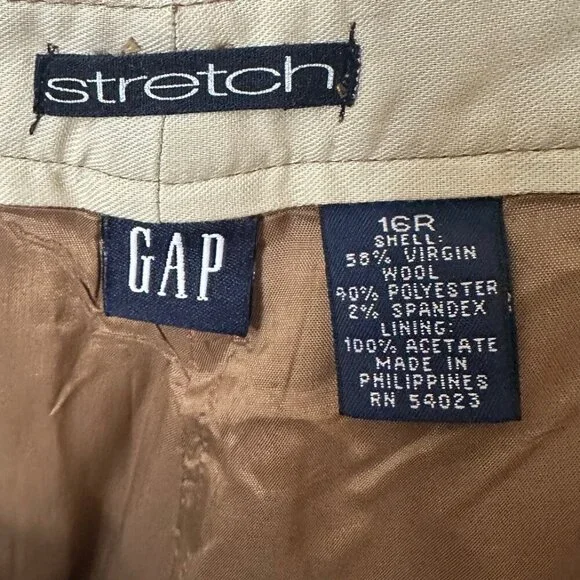 stretch
GAP
16R
SHELL:
58% VIRGIN
WOOL
40% POLYESTER
2% SPANDEX
LINING:
100% ACETATE
MADE IN
PHILIPPINES
RN 54023